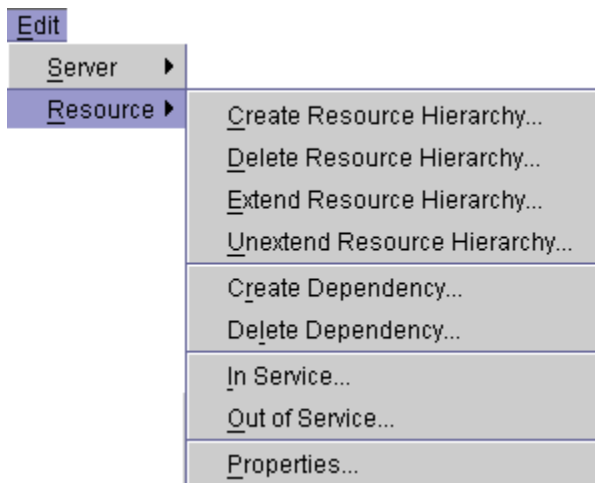 Edit
Server
Resource
Create Resource Hierarchy...
Delete Resource Hierarchy...
Extend Resource Hierarchy...
Unextend Resource Hierarchy...
Create Dependency...
Delete Dependency...
In Service...
Out of Service...
Properties...